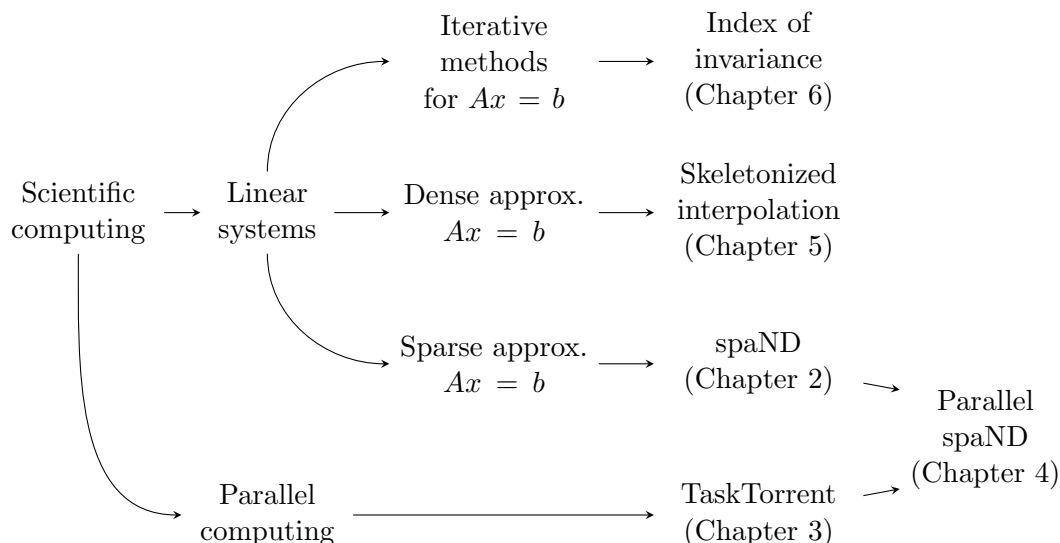 Iterative
methods
for Ax = b
Index of
invariance
(Chapter 6)
Scientific
computing
Linear
systems
Dense approx.
Ax = b
Skeletonized
interpolation
(Chapter 5)
Sparse approx.
Ax = b
spaND
(Chapter 2)
Parallel
spaND
(Chapter 4)
Parallel
computing
TaskTorrent
(Chapter 3)